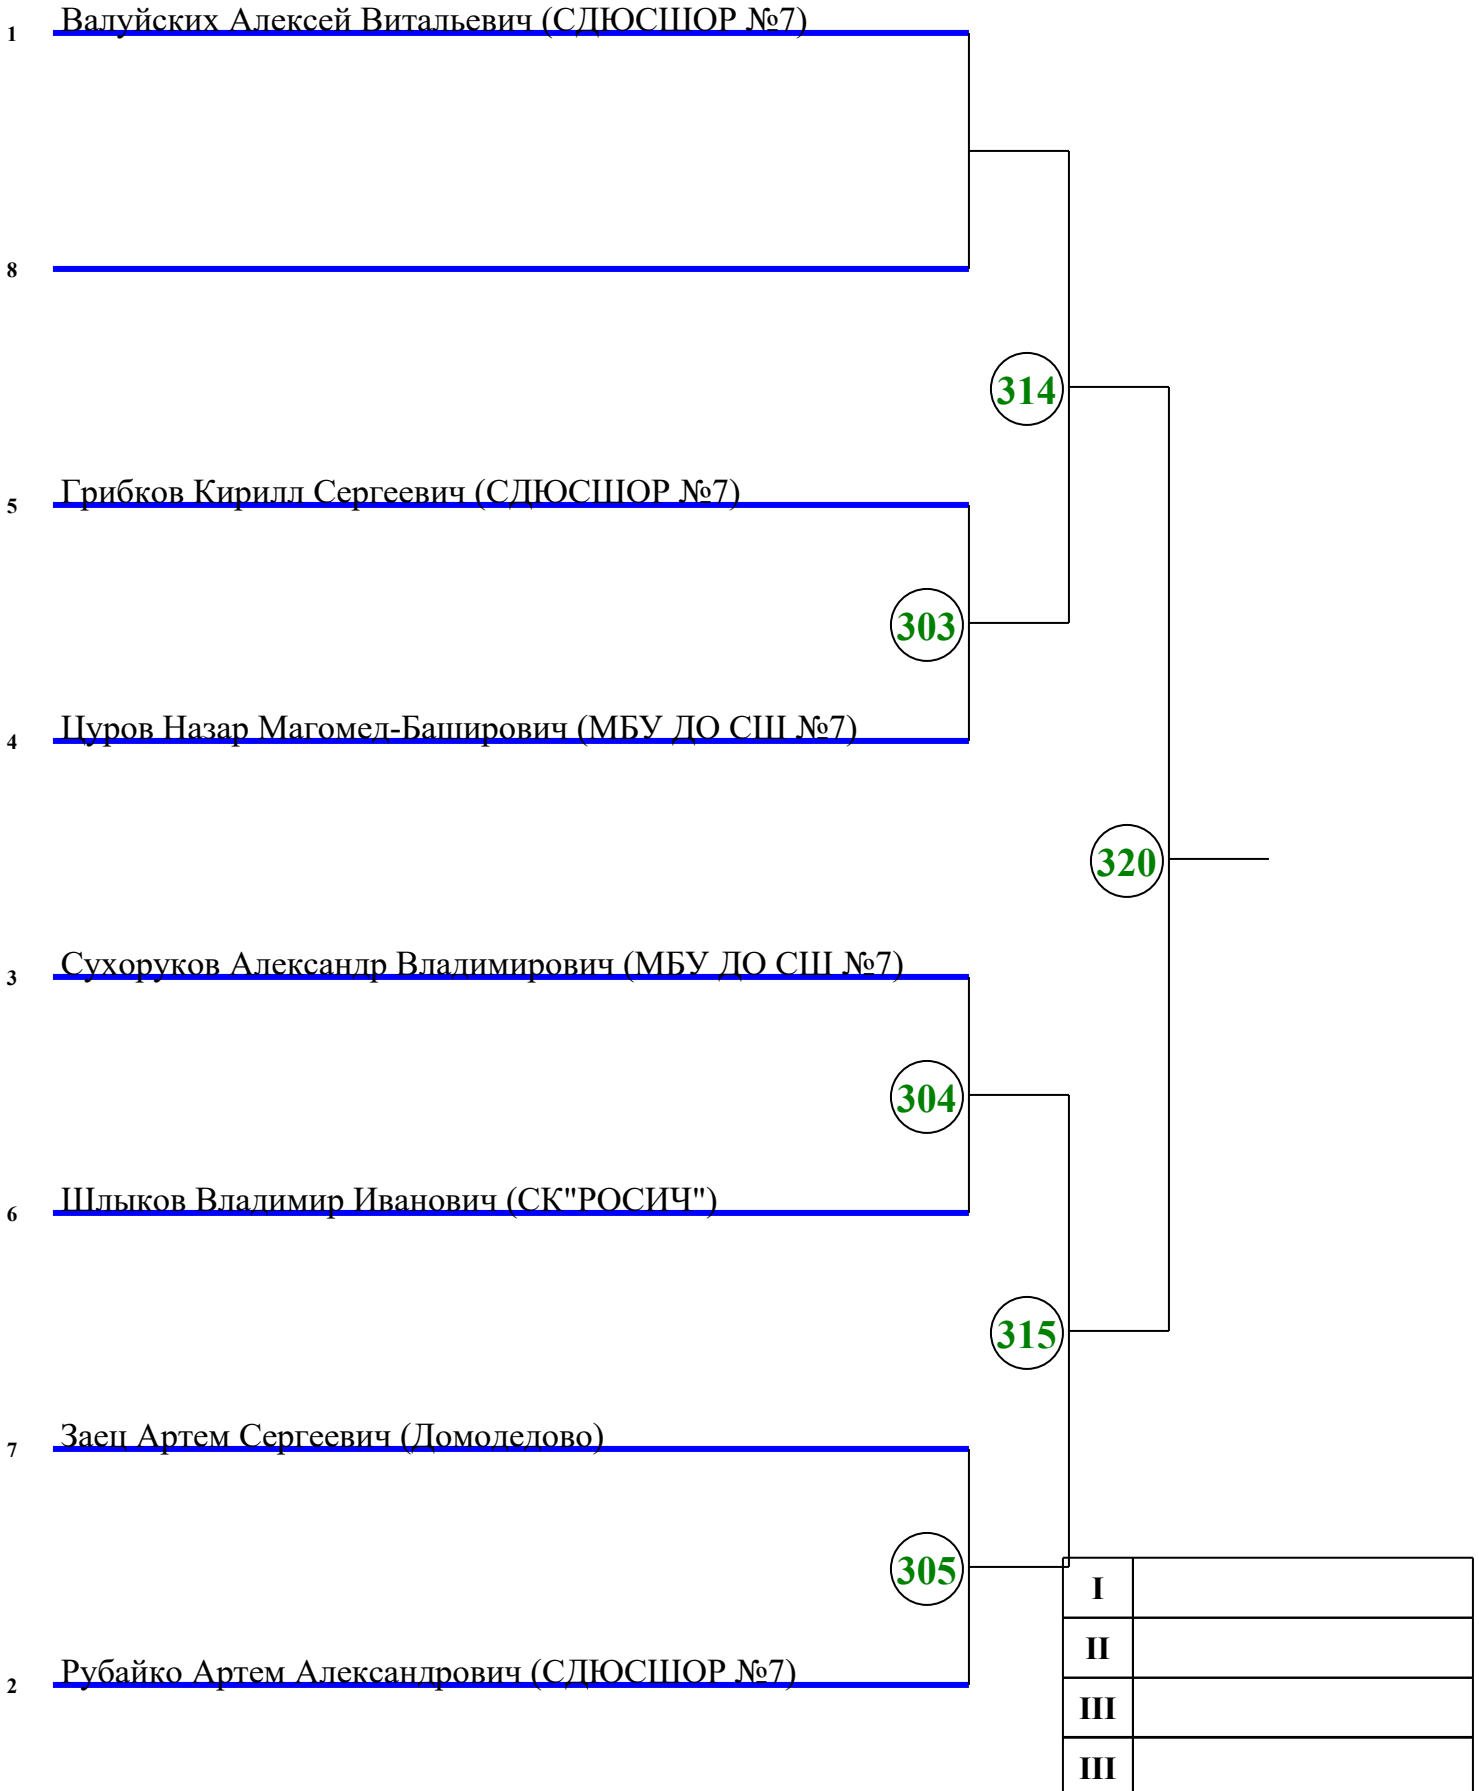 1 Валуйских Алексей Витальевич (СДЮСШОР №7)
8
314
5 Грибков Кирилл Сергеевич (СДЮСШОР №7)
303
4 Цуров Назар Магомед-Баширович (МБУ ДО СШ №7)
320
3 Сухоруков Александр Владимирович (МБУ ДО СШ №7)
304
6 Шлыков Владимир Иванович (СК"РОСИЧ")
315
7 Заец Артем Сергеевич (Домодедово)
305
I
II
2 Рубайко Артем Александрович (СДЮСШОР №7)
III
III